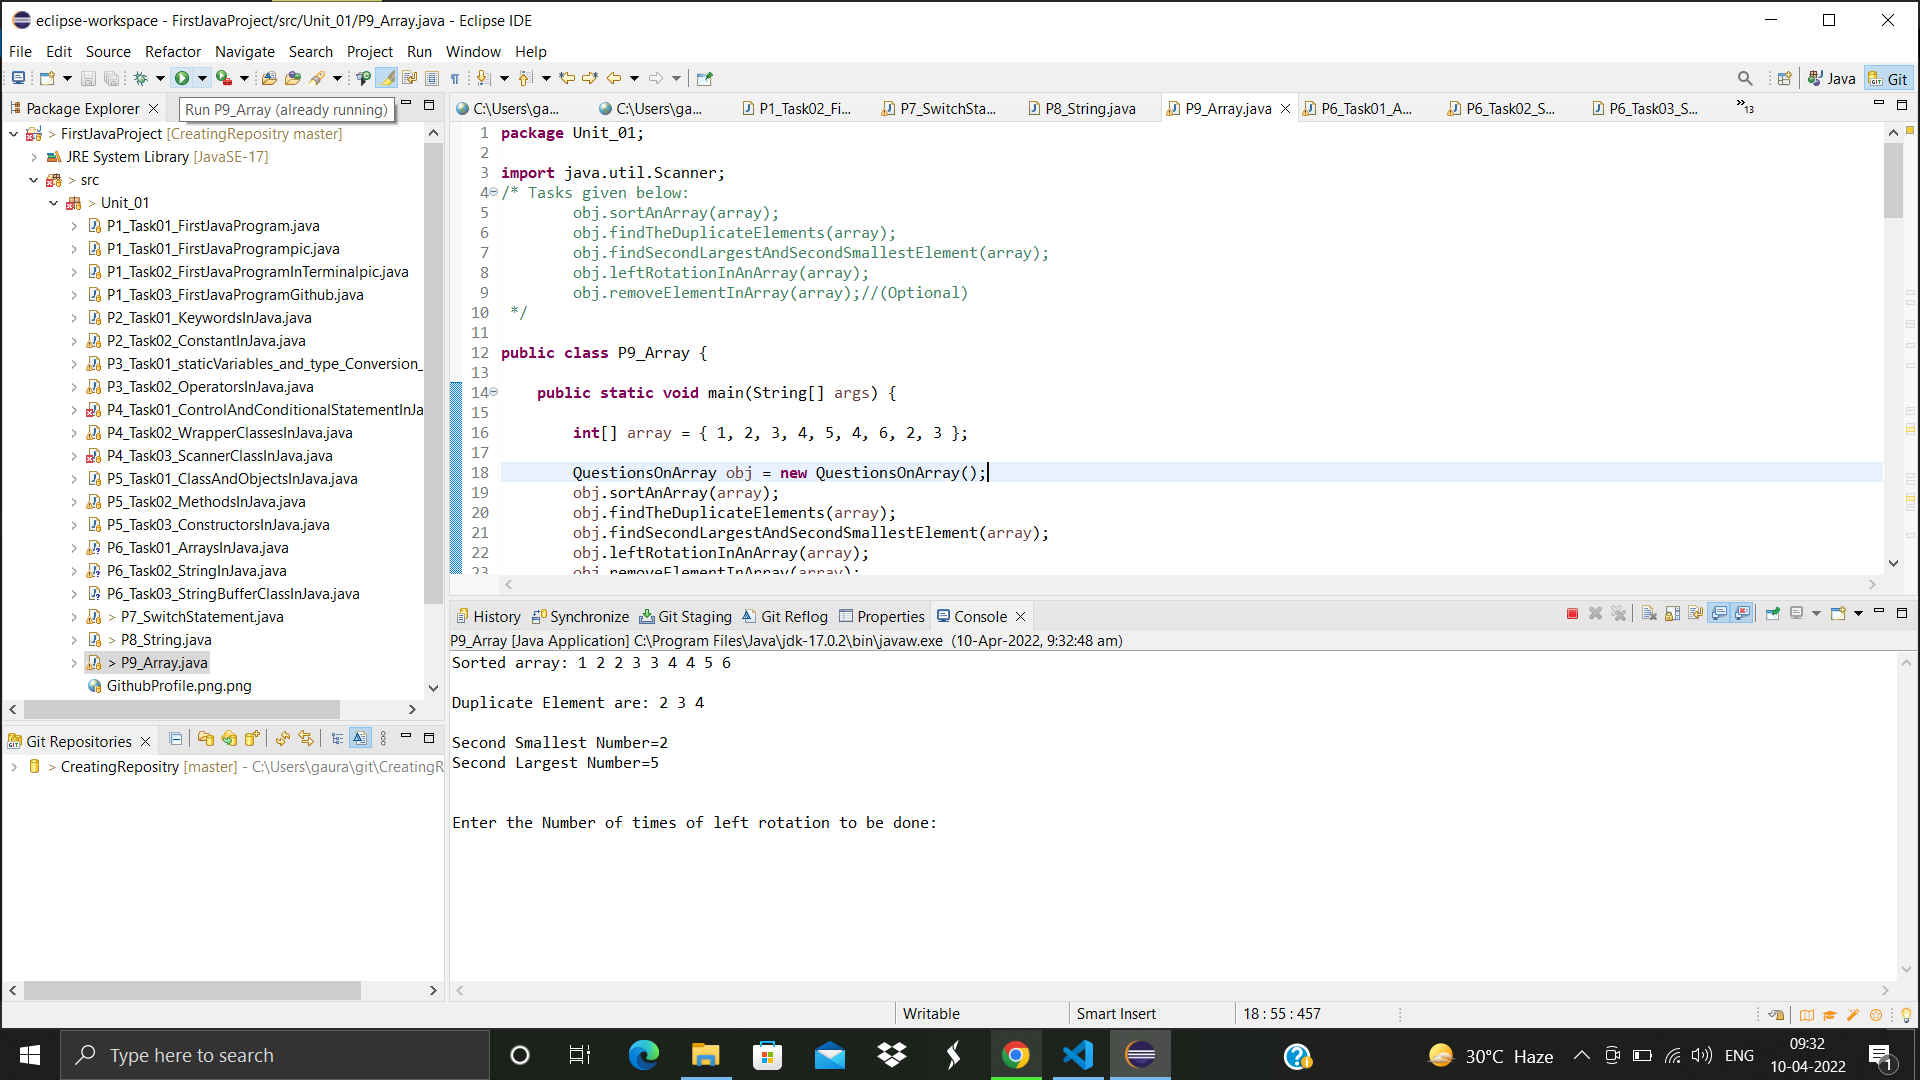 eclipse-workspace - FirstJavaProject/src/Unit_01/P9_Array.java - Eclipse IDE
File Edit Source Refactor Navigate Search Project Run Window Help
Java Git
Package Explorer
Run P9_Array (already running)
C:\Users\ga... C:\Users\ga... P1_Task02_Fi... P7_SwitchSta... P8_String.java P9_Array.java P6_Task01_A... P6_Task02_S... P6_Task03_S... »13
> FirstJavaProject [CreatingRepositry master]
JRE System Library [JavaSE-17]
> src
> Unit_01
P1_Task01_FirstJavaProgram.java
P1_Task01_FirstJavaProgrampic.java
P1_Task02_FirstJavaProgramInTerminalpic.java
P1_Task03_FirstJavaProgramGithub.java
P2_Task01_KeywordsInJava.java
P2_Task02_ConstantInJava.java
P3_Task01_staticVariables_and_type_Conversion_
P3_Task02_OperatorsInJava.java
P4_Task01_ControlAndConditionalStatementInJa
P4_Task02_WrapperClassesInJava.java
P4_Task03_ScannerClassInJava.java
P5_Task01_ClassAndObjectsInJava.java
P5_Task02_MethodsInJava.java
P5_Task03_ConstructorsInJava.java
P6_Task01_ArraysInJava.java
P6_Task02_StringInJava.java
P6_Task03_StringBufferClassInJava.java
> P7_SwitchStatement.java
> P8_String.java
> P9_Array.java
GithubProfile.png.png
1 package Unit_01;
2
3 import java.util.Scanner;
4 /* Tasks given below:
5 obj.sortAnArray(array);
6 obj.findTheDuplicateElements(array);
7 obj.findSecondLargestAndSecondSmallestElement(array);
8 obj.leftRotationInAnArray(array);
9 obj.removeElementInArray(array);//(Optional)
10 */
11
12 public class P9_Array {
13
14 public static void main(String[] args) {
15
16 int[] array = { 1, 2, 3, 4, 5, 4, 6, 2, 3 };
17
18 QuestionsOnArray obj = new QuestionsOnArray();
19 obj.sortAnArray(array);
20 obj.findTheDuplicateElements(array);
21 obj.findSecondLargestAndSecondSmallestElement(array);
22 obj.leftRotationInAnArray(array);
23 obj.removeElementInArray(array);
Git Repositories
> CreatingRepositry [master] - C:\Users\gaura\git\CreatingR
History Synchronize Git Staging Git Reflog Properties Console
P9_Array [Java Application] C:\Program Files\Java\jdk-17.0.2\bin\javaw.exe (10-Apr-2022, 9:32:48 am)
Sorted array: 1 2 2 3 3 4 4 5 6
Duplicate Element are: 2 3 4
Second Smallest Number=2
Second Largest Number=5
Enter the Number of times of left rotation to be done:
Writable Smart Insert 18 : 55 : 457
Type here to search
30°C Haze ENG
09:32
10-04-2022
1